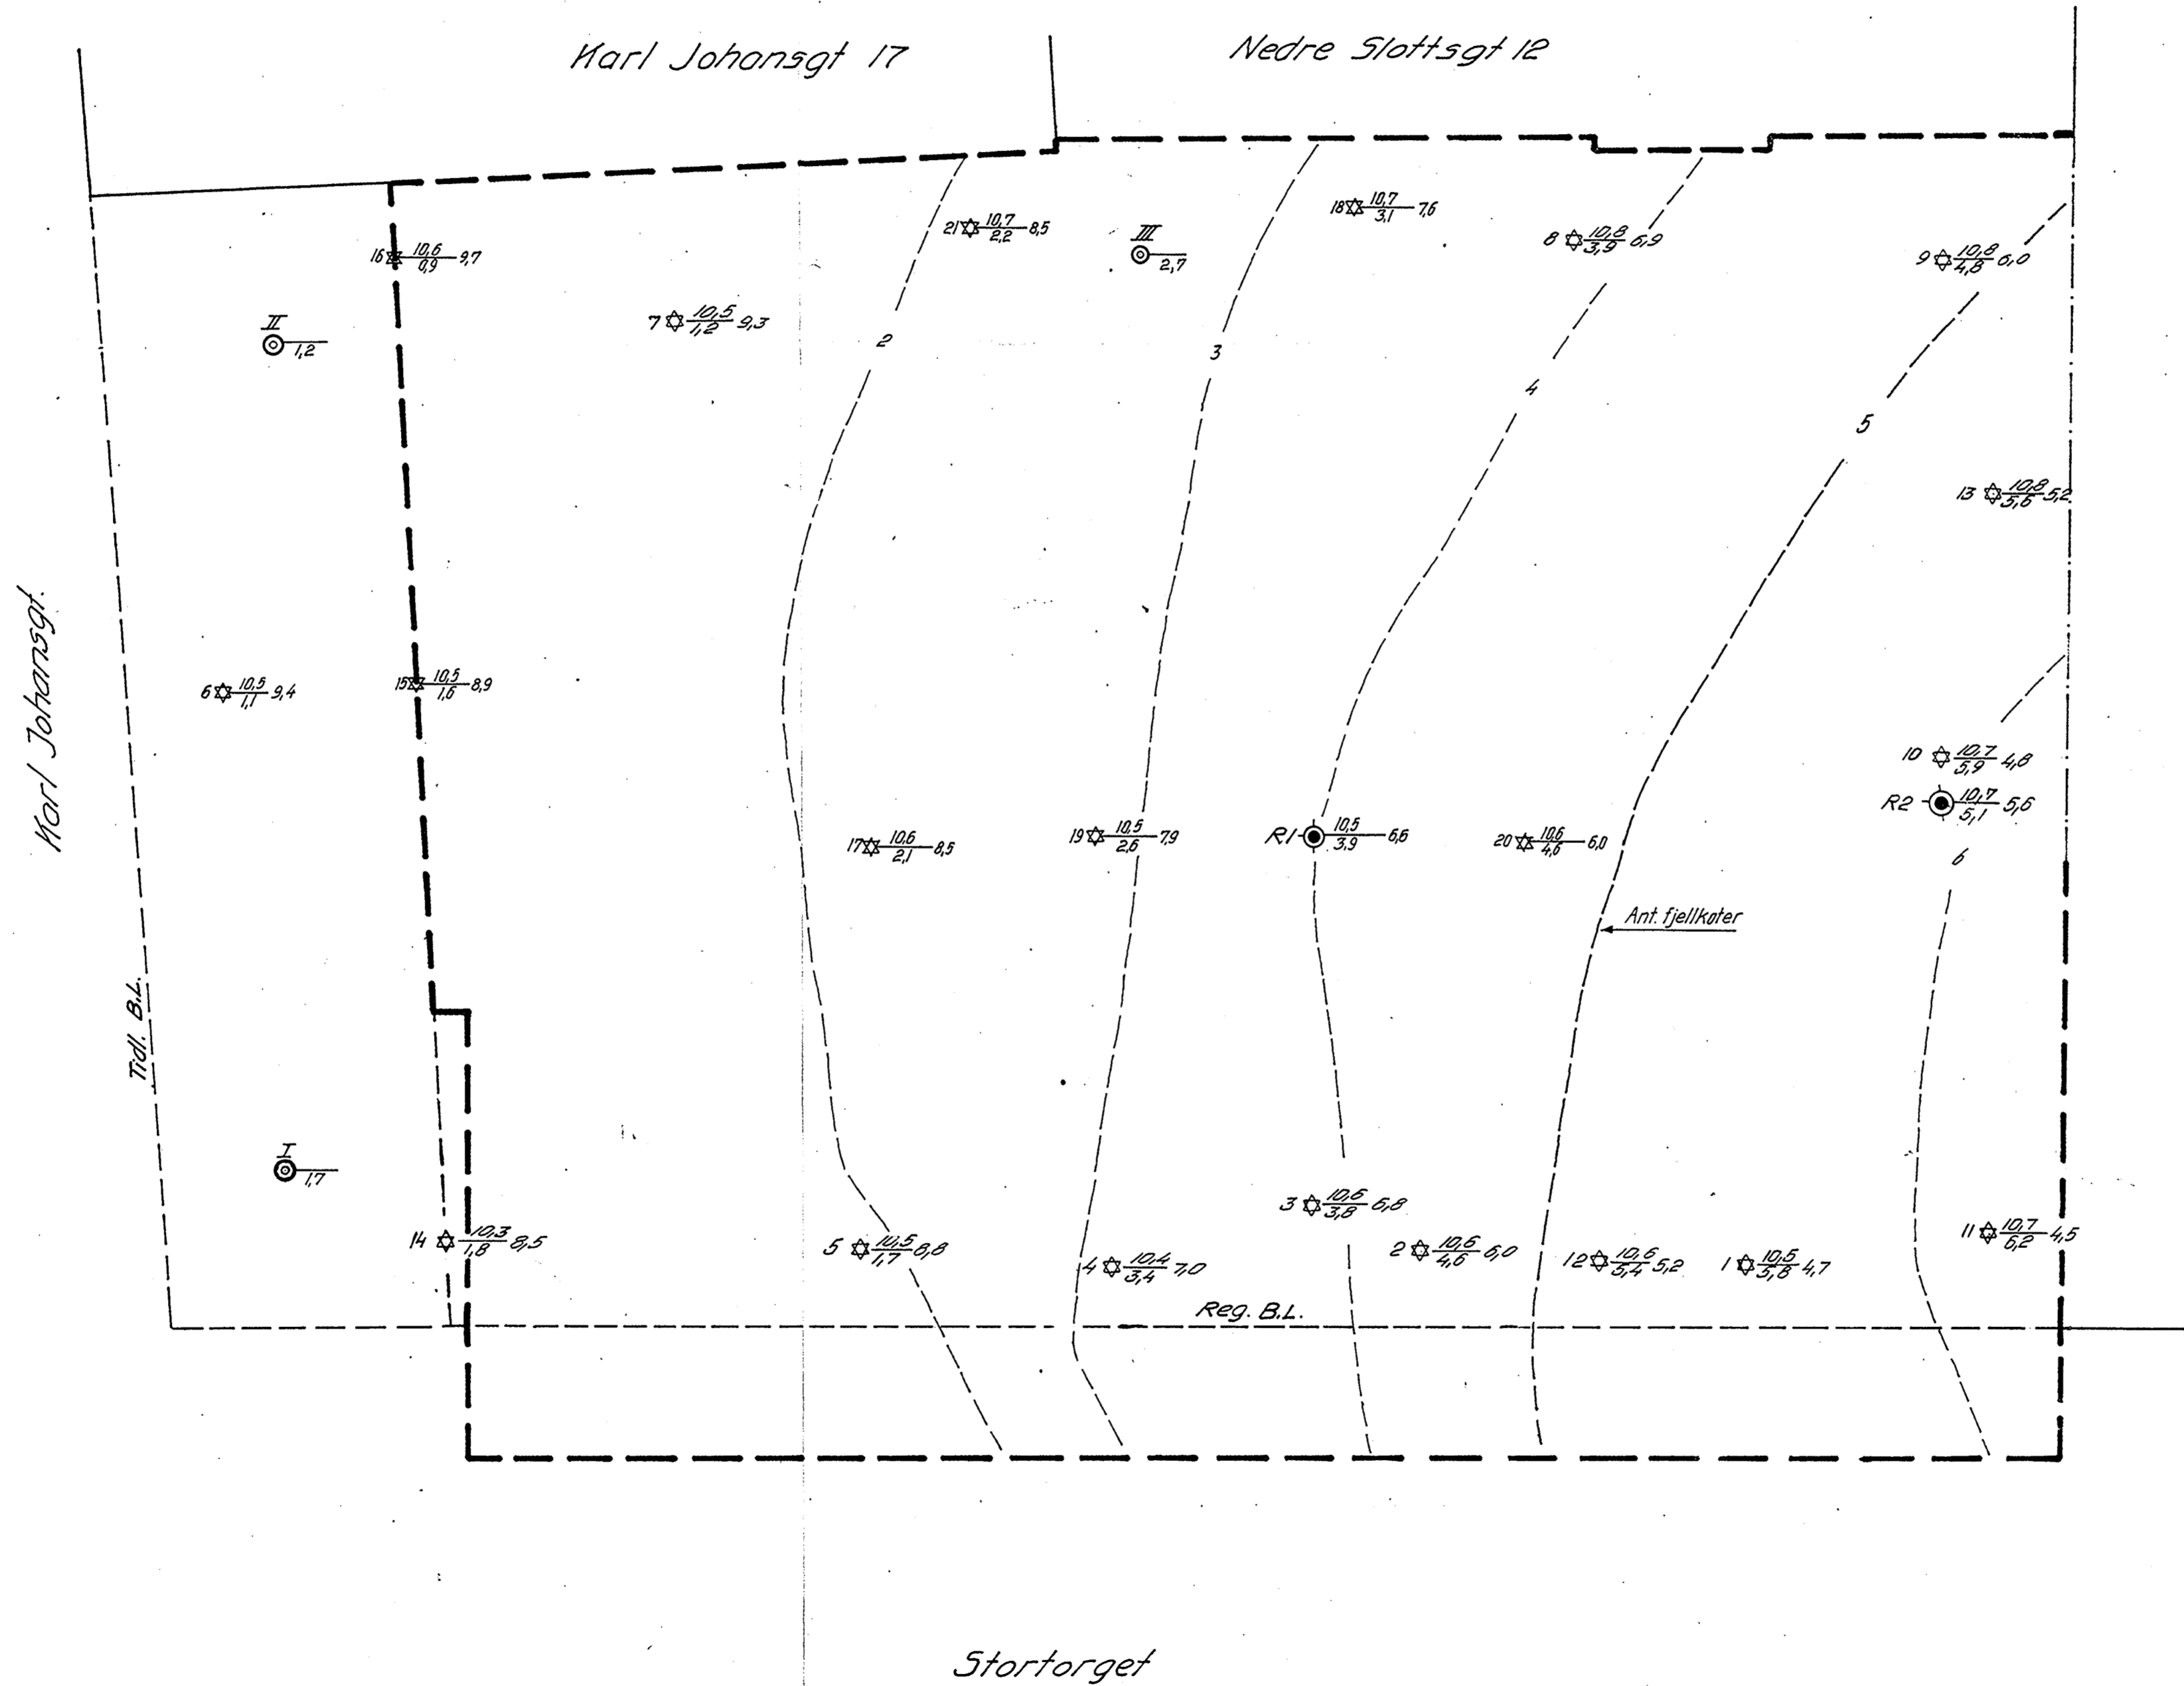 Karl Johansgt 17
Nedre Slottsgt 12
18 10,7 7,6
3,1
21 10,7 8,5
2,2
III
2,7
8 10,8 6,9
3,9
16 10,6 9,7
0,9
9 10,8 6,0
4,8
7 10,5 9,3
1,2
II
1,2
2
3
4
5
13 10,8 5,2
5,6
Karl Johansgt.
6 10,5 9,4
1,1
15 10,5 8,9
1,6
10 10,7 4,8
5,9
R2 10,7 5,6
5,1
17 10,6 8,5
2,1
19 10,5 7,9
2,6
R1 10,5 6,6
3,9
20 10,6 6,0
4,6
6
Ant. fjellkoter
Tidl. B.L.
I
1,7
3 10,6 6,8
3,8
14 10,3 8,5
1,8
5 10,5 8,8
1,7
4 10,4 7,0
3,4
2 10,6 6,0
4,6
12 10,6 5,2
5,4
1 10,5 4,7
5,8
11 10,7 4,5
6,2
Reg. B.L.
Stortorget